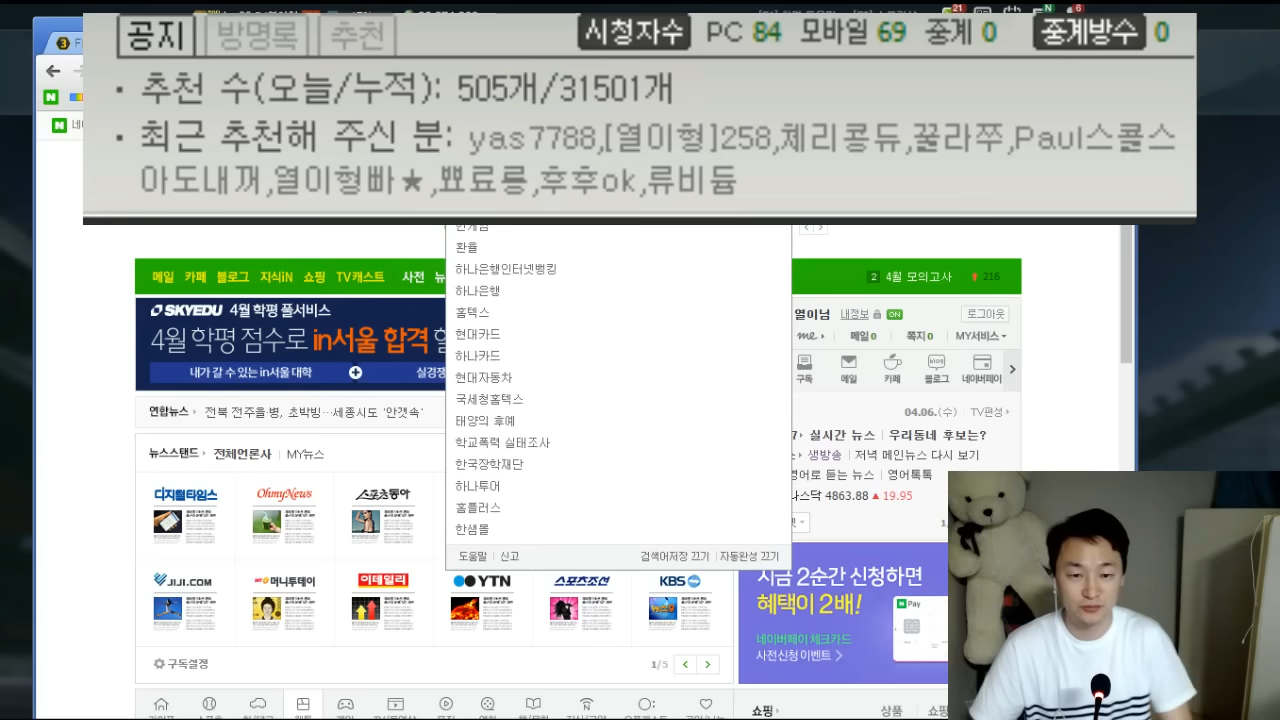 공지 방명록 추천 시청자수 PC 84 모바일 69 중계 0 중계방수 0
· 추천 수(오늘/누적): 505개/31501개
· 최근 추천해 주신 분: yas7788,[열이형]258,체리콩듀,꿀라쭈,Paul스쿨스
아도내꺼,열이형빠★,뾰료룡,후후ok,류비듐
환율
메일 카페 블로그 지식iN 쇼핑 TV캐스트 사전
하나은행인터넷뱅킹
2 4월 모의고사 216
하나은행
SKYEDU 4월 학평 풀서비스
4월 학평 점수로 in서울 합격
내가 갈 수 있는 in서울 대학
홈텍스
열이님 내정보 ON 로그아웃
현대카드
me 메일 0 쪽지 0 MY서비스
하나카드
현대자동차
구독 메일 카페 블로그 네이버페이
국세청홈텍스
연합뉴스 전북 전주을·병, 초박빙…세종시도 '안갯속'
04.06.(수) TV편성
태양의 후예
실시간 뉴스 우리동네 후보는?
학교폭력 실태조사
뉴스스탠드 전체언론사 MY뉴스
생방송 저녁 메인뉴스 다시 보기
한국장학재단
영어로 듣는 뉴스 영어톡톡
하나투어
디지털타임스 OhmyNews 스포츠동아
4863.88 ▲ 19.95
홈플러스
한샘몰
도움말 신고 검색어저장 끄기 자동완성 끄기
JIJI.COM 머니투데이 이데일리 YTN 스포츠조선 KBS
지금 2순간 신청하면
혜택이 2배!
N Pay
네이버페이 체크카드
사전신청 이벤트
구독설정 1/5
쇼핑 상품